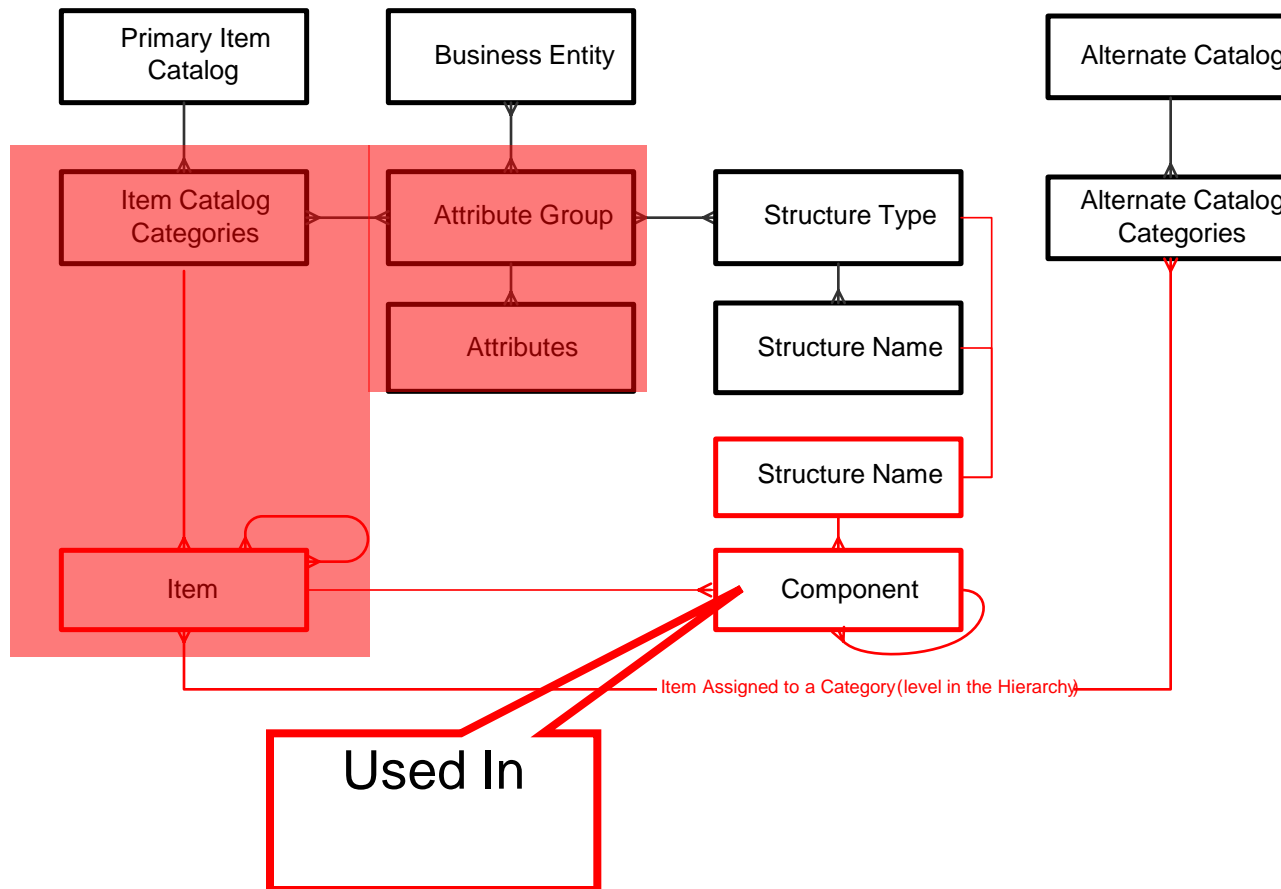 Primary Item
Catalog
Business Entity
Alternate Catalog
Item Catalog
Categories
Attribute Group
Structure Type
Alternate Catalog
Categories
Attributes
Structure Name
Structure Name
Item
Component
Item Assigned to a Category(level in the Hierarchy)
Used In